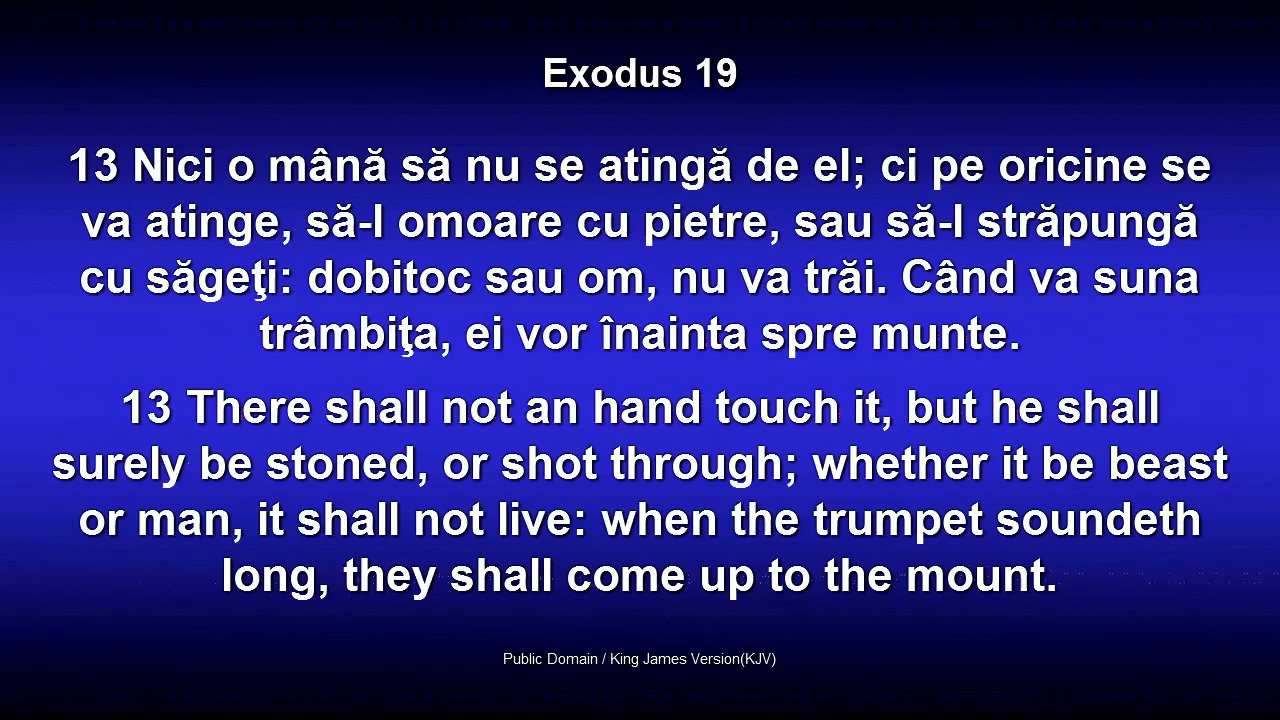 Exodus 19
13 Nici o mână să nu se atingă de el; ci pe oricine se
va atinge, să-l omoare cu pietre, sau să-l străpungă
cu săgeţi: dobitoc sau om, nu va trăi. Când va suna
trâmbiţa, ei vor înainta spre munte.
13 There shall not an hand touch it, but he shall
surely be stoned, or shot through; whether it be beast
or man, it shall not live: when the trumpet soundeth
long, they shall come up to the mount.
Public Domain / King James Version(KJV)